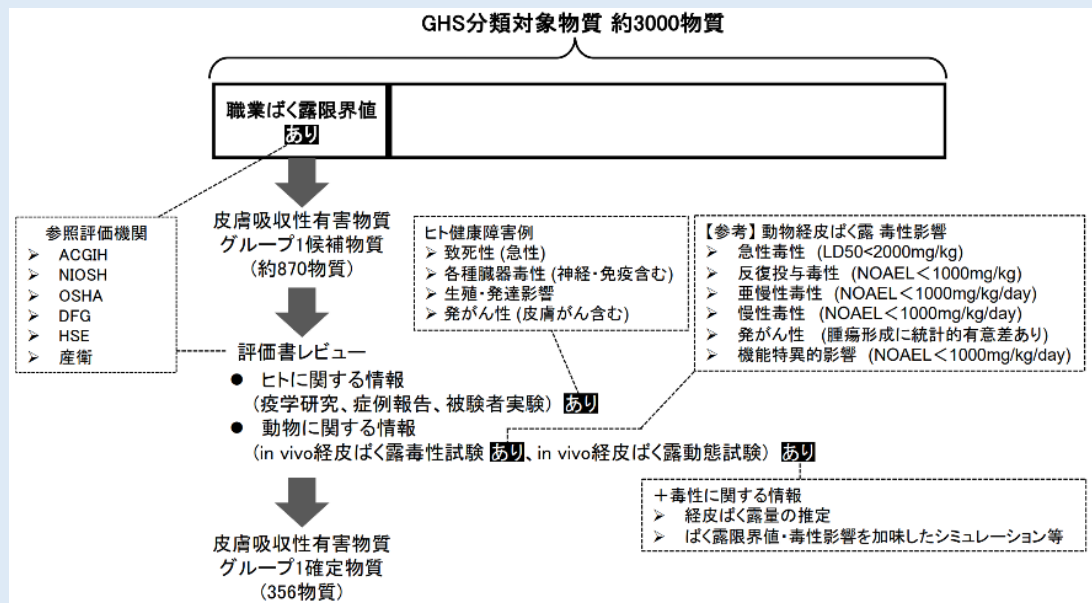 GHS分類対象物質 約3000物質
職業ばく露限界値
あり
皮膚吸収性有害物質
グループ1候補物質
(約870物質)
参照評価機関
➢ ACGIH
➢ NIOSH
➢ OSHA
➢ DFG
➢ HSE
➢ 産衛
ヒト健康障害例
➢ 致死性 (急性)
➢ 各種臓器毒性 (神経・免疫含む)
➢ 生殖・発達影響
➢ 発がん性 (皮膚がん含む)
【参考】 動物経皮ばく露 毒性影響
➢ 急性毒性 (LD50<2000mg/kg)
➢ 反復投与毒性 (NOAEL<1000mg/kg)
➢ 亜慢性毒性 (NOAEL<1000mg/kg/day)
➢ 慢性毒性 (NOAEL<1000mg/kg/day)
➢ 発がん性 (腫瘍形成に統計的有意差あり)
➢ 機能特異的影響 (NOAEL<1000mg/kg/day)
評価書レビュー
● ヒトに関する情報
(疫学研究、症例報告、被験者実験) あり
● 動物に関する情報
(in vivo経皮ばく露毒性試験 あり、in vivo経皮ばく露動態試験) あり
+毒性に関する情報
➢ 経皮ばく露量の推定
➢ ばく露限界値・毒性影響を加味したシミュレーション等
皮膚吸収性有害物質
グループ1確定物質
(356物質)